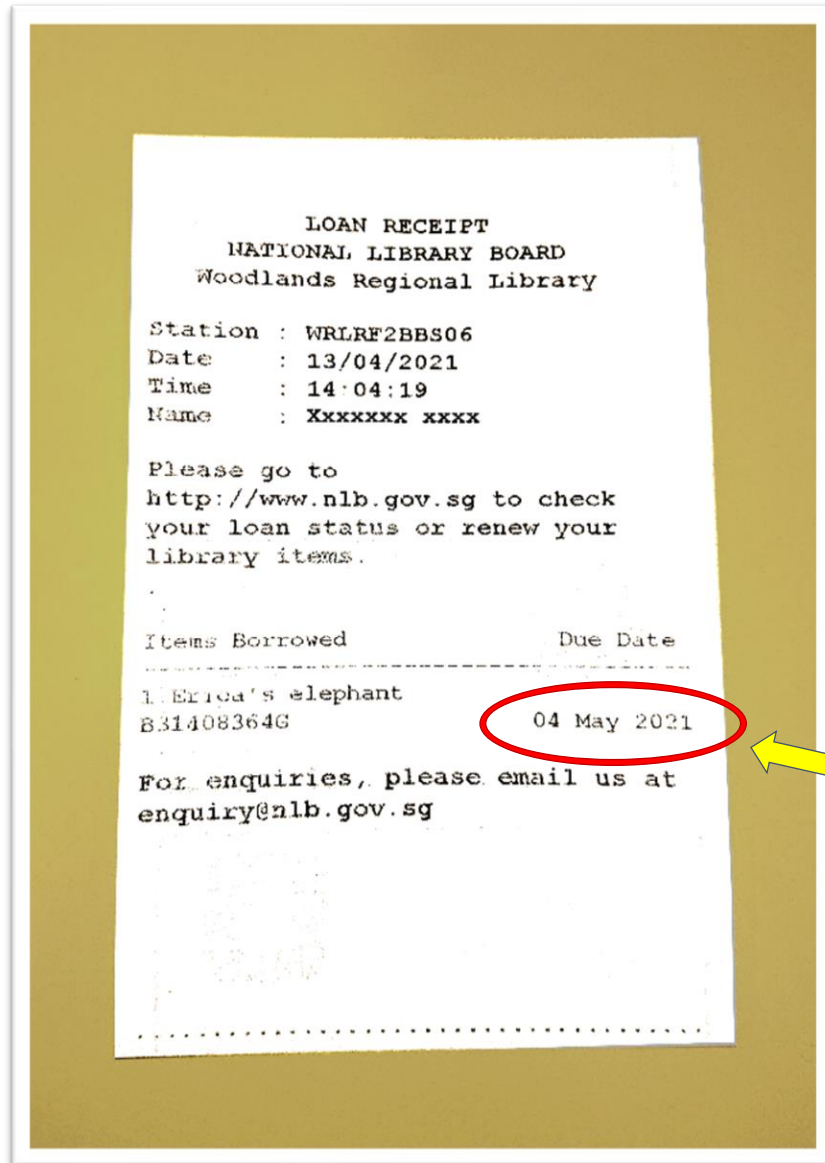 LOAN RECEIPT
NATIONAL LIBRARY BOARD
Woodlands Regional Library
Station : WRLRF2BBS06
Date : 13/04/2021
Time : 14:04:19
Name : Xxxxxxx xxxx
Please go to
http://www.nlb.gov.sg to check
your loan status or renew your
library items.
Items Borrowed Due Date
1 Erica's elephant
B31408364G 04 May 2021
For enquiries, please email us at
enquiry@nlb.gov.sg